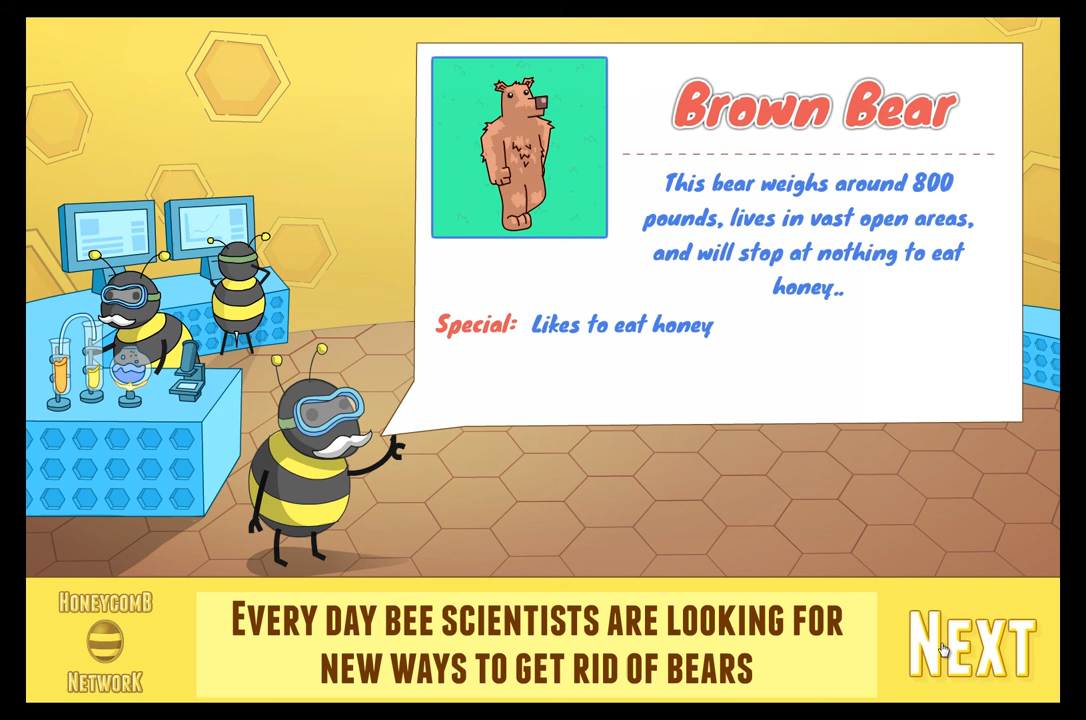 Brown Bear
This bear weighs around 800
pounds, lives in vast open areas,
and will stop at nothing to eat
honey..
Special: Likes to eat honey
HONEYCOMB
NETWORK
EVERY DAY BEE SCIENTISTS ARE LOOKING FOR
NEW WAYS TO GET RID OF BEARS
NEXT